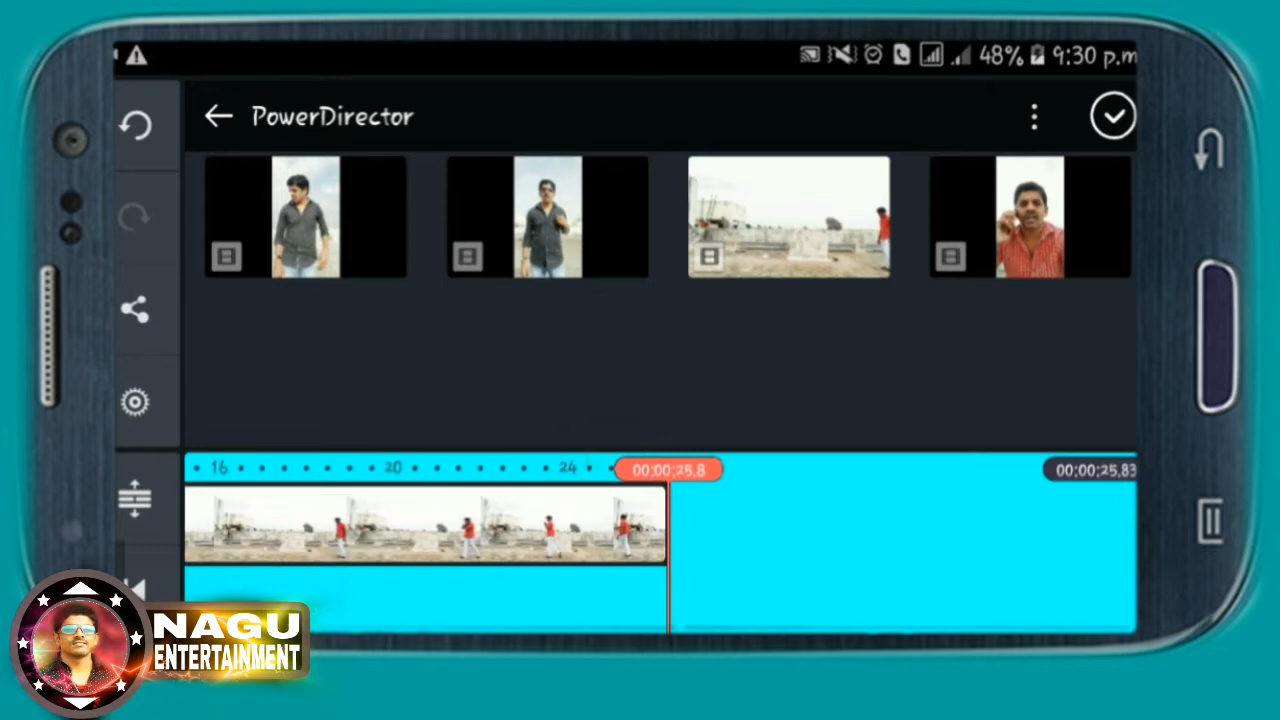 48% 9:30 p.m
PowerDirector
16 20 24 00:00:25.8 00:00:25.83
NAGU
ENTERTAINMENT